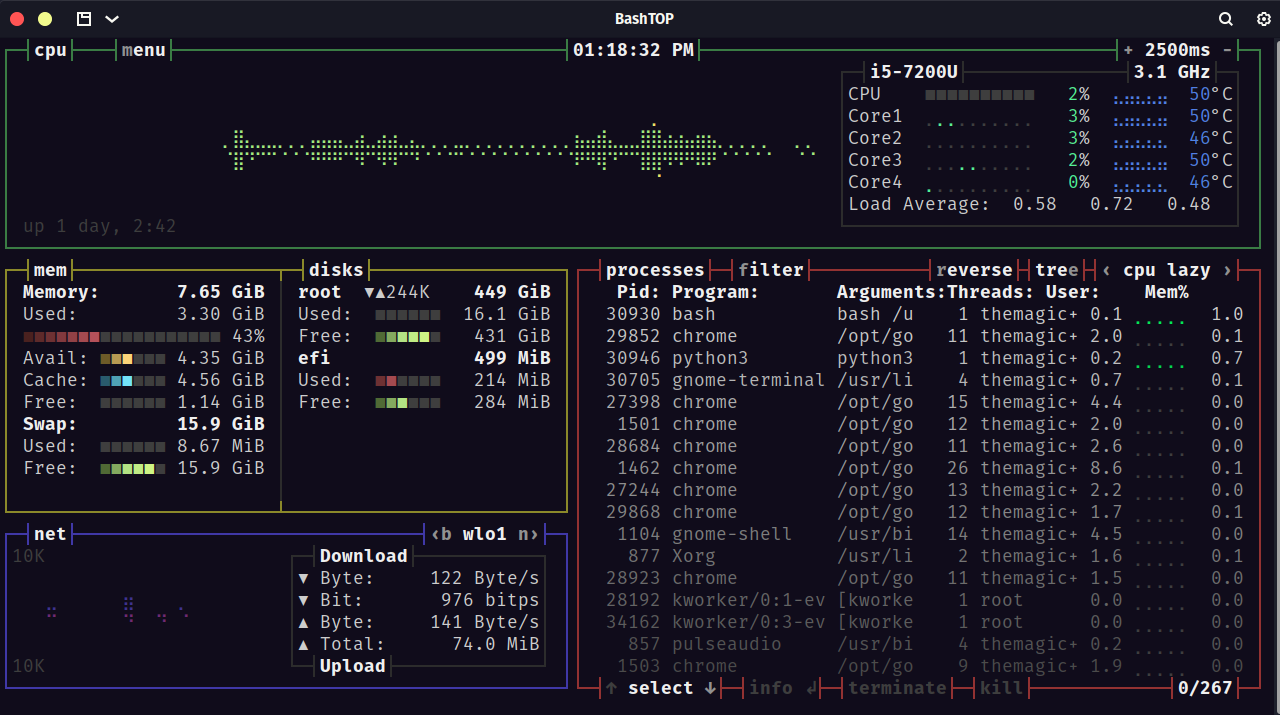 BashTOP
cpu menu 01:18:32 PM + 2500ms -
i5-7200U 3.1 GHz
CPU 2% 50°C
Core1 3% 50°C
Core2 3% 46°C
Core3 2% 50°C
Core4 0% 46°C
Load Average: 0.58 0.72 0.48
up 1 day, 2:42
mem
Memory: 7.65 GiB
Used: 3.30 GiB
43%
Avail: 4.35 GiB
Cache: 4.56 GiB
Free: 1.14 GiB
Swap: 15.9 GiB
Used: 8.67 MiB
Free: 15.9 GiB
disks
root ▼▲244K 449 GiB
Used: 16.1 GiB
Free: 431 GiB
efi 499 MiB
Used: 214 MiB
Free: 284 MiB
net ‹b wlo1 n›
10K
10K
Download
▼ Byte: 122 Byte/s
▼ Bit: 976 bitps
▲ Byte: 141 Byte/s
▲ Total: 74.0 MiB
Upload
processes filter reverse tree ‹ cpu lazy ›
Pid: Program: Arguments:Threads: User: Mem%
30930 bash bash /u 1 themagic+ 0.1 1.0
29852 chrome /opt/go 11 themagic+ 2.0 0.1
30946 python3 python3 1 themagic+ 0.2 0.7
30705 gnome-terminal /usr/li 4 themagic+ 0.7 0.1
27398 chrome /opt/go 15 themagic+ 4.4 0.0
1501 chrome /opt/go 12 themagic+ 2.0 0.0
28684 chrome /opt/go 11 themagic+ 2.6 0.0
1462 chrome /opt/go 26 themagic+ 8.6 0.1
27244 chrome /opt/go 13 themagic+ 2.2 0.0
29868 chrome /opt/go 12 themagic+ 1.7 0.1
1104 gnome-shell /usr/bi 14 themagic+ 4.5 0.0
877 Xorg /usr/li 2 themagic+ 1.6 0.1
28923 chrome /opt/go 11 themagic+ 1.5 0.0
28192 kworker/0:1-ev [kworke 1 root 0.0 0.0
34162 kworker/0:3-ev [kworke 1 root 0.0 0.0
857 pulseaudio /usr/bi 4 themagic+ 0.2 0.0
1503 chrome /opt/go 9 themagic+ 1.9 0.0
↑ select ↓ info ↲ terminate kill 0/267